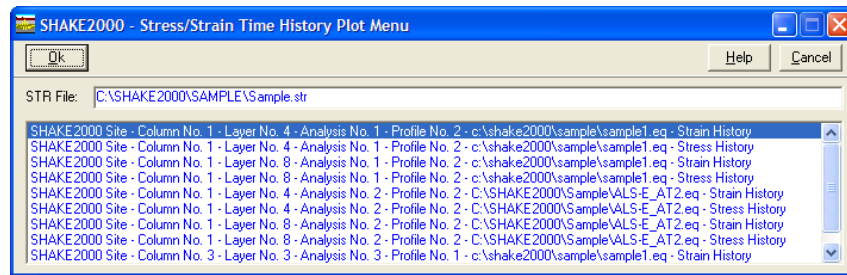 SHAKE2000 - Stress/Strain Time History Plot Menu
Ok Help Cancel
STR File: C:\SHAKE2000\SAMPLE\Sample.str
SHAKE2000 Site - Column No. 1 - Layer No. 4 - Analysis No. 1 - Profile No. 2 - c:\shake2000\sample\sample1.eq - Strain History
SHAKE2000 Site - Column No. 1 - Layer No. 4 - Analysis No. 1 - Profile No. 2 - c:\shake2000\sample\sample1.eq - Stress History
SHAKE2000 Site - Column No. 1 - Layer No. 8 - Analysis No. 1 - Profile No. 2 - c:\shake2000\sample\sample1.eq - Strain History
SHAKE2000 Site - Column No. 1 - Layer No. 8 - Analysis No. 1 - Profile No. 2 - c:\shake2000\sample\sample1.eq - Stress History
SHAKE2000 Site - Column No. 1 - Layer No. 4 - Analysis No. 2 - Profile No. 2 - C:\SHAKE2000\Sample\ALS-E_AT2.eq - Strain History
SHAKE2000 Site - Column No. 1 - Layer No. 4 - Analysis No. 2 - Profile No. 2 - C:\SHAKE2000\Sample\ALS-E_AT2.eq - Stress History
SHAKE2000 Site - Column No. 1 - Layer No. 8 - Analysis No. 2 - Profile No. 2 - C:\SHAKE2000\Sample\ALS-E_AT2.eq - Strain History
SHAKE2000 Site - Column No. 1 - Layer No. 8 - Analysis No. 2 - Profile No. 2 - C:\SHAKE2000\Sample\ALS-E_AT2.eq - Stress History
SHAKE2000 Site - Column No. 3 - Layer No. 3 - Analysis No. 3 - Profile No. 1 - c:\shake2000\sample\sample1.eq - Strain History